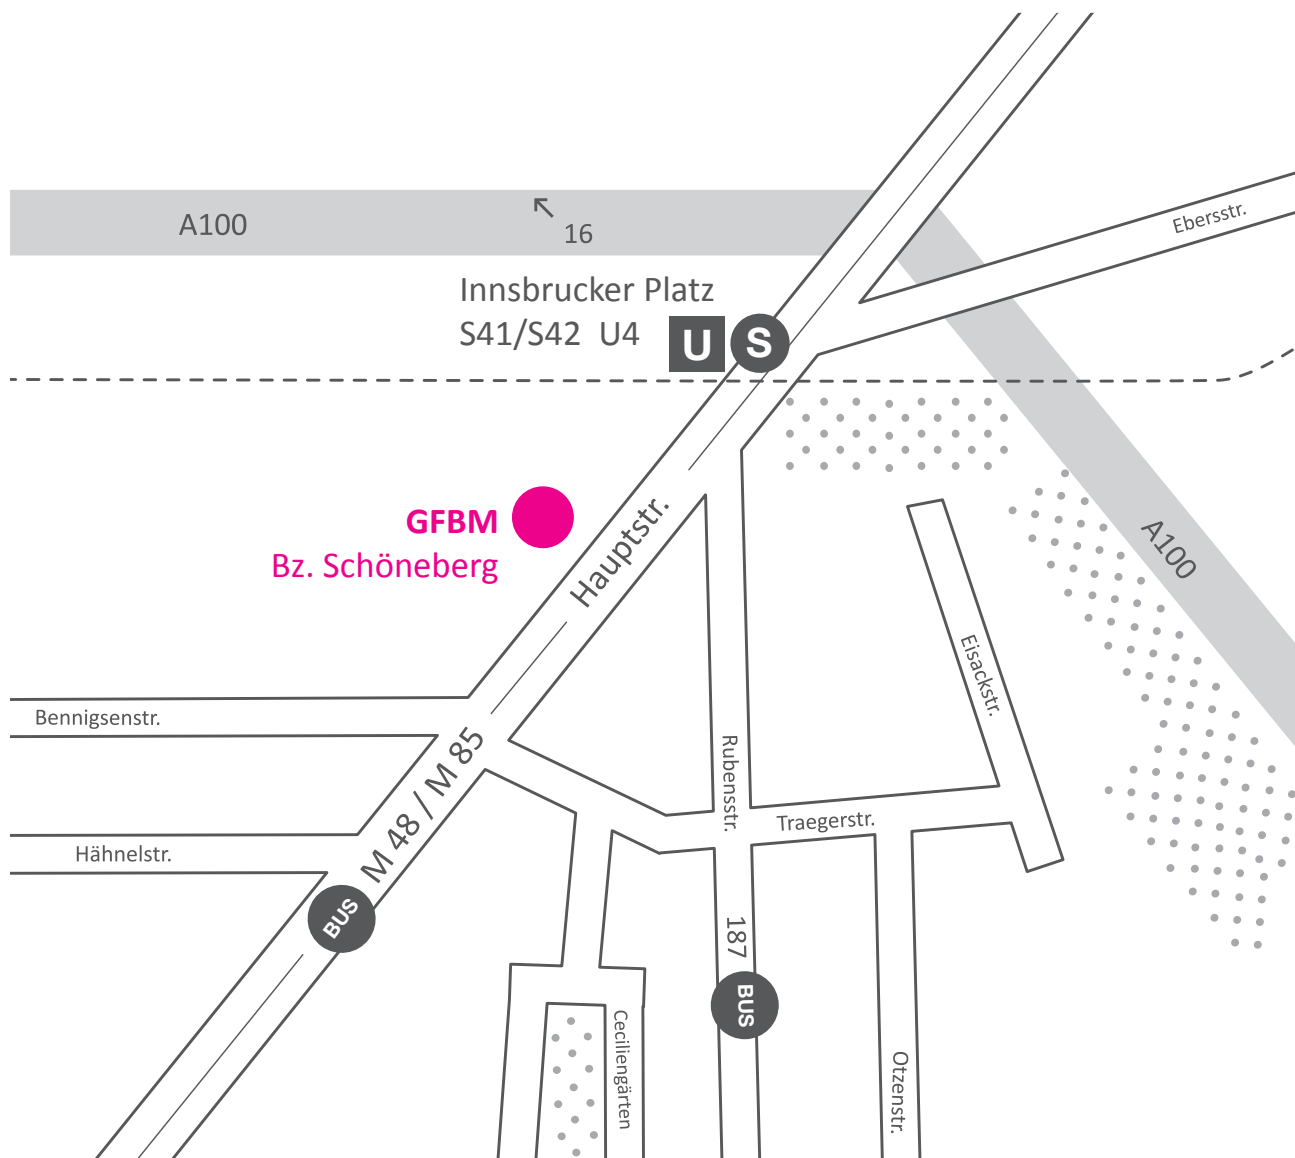 A100
16
Ebersstr.
Innsbrucker Platz
S41/S42 U4
U
S
GFBM
Bz. Schöneberg
Hauptstr.
A100
Eisackstr.
Bennigsenstr.
M 48 / M 85
Rubensstr.
Traegerstr.
Hähnelstr.
BUS
187
BUS
Ceciliengärten
Otzenstr.